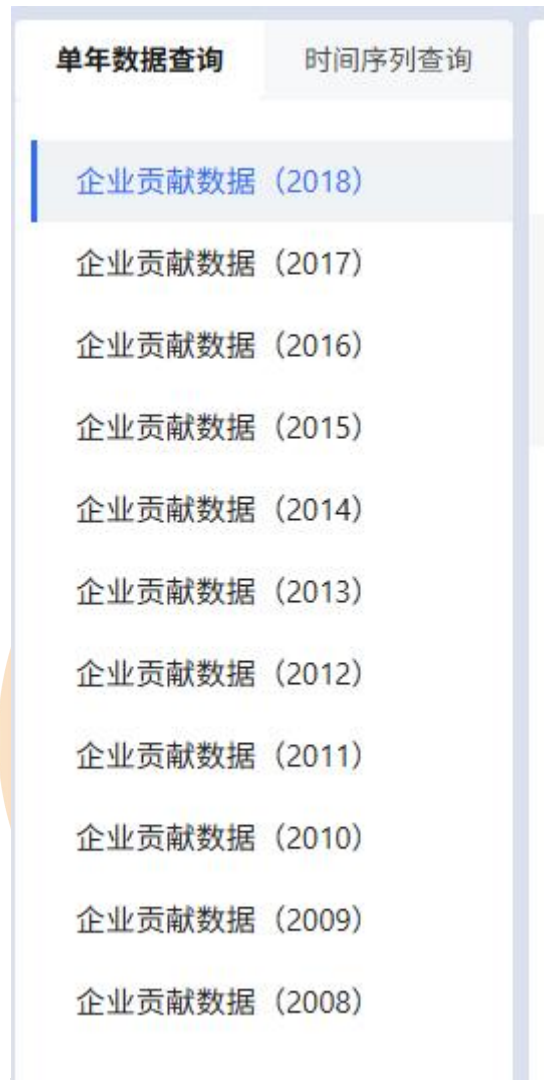 单年数据查询 时间序列查询
企业贡献数据（2018）
企业贡献数据（2017）
企业贡献数据（2016）
企业贡献数据（2015）
企业贡献数据（2014）
企业贡献数据（2013）
企业贡献数据（2012）
企业贡献数据（2011）
企业贡献数据（2010）
企业贡献数据（2009）
企业贡献数据（2008）